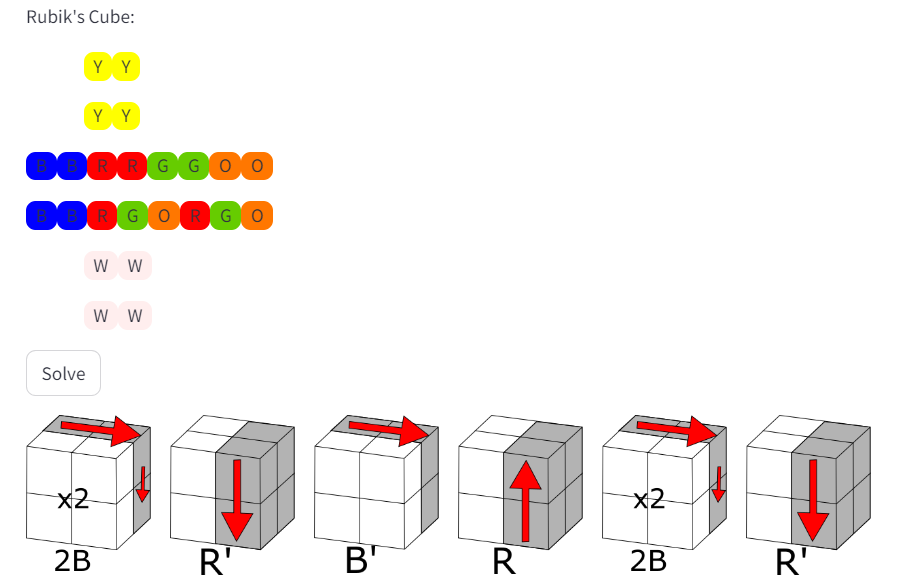 Rubik's Cube:
Y Y
Y Y
B B R R G G O O
B B R G O R G O
W W
W W
Solve
x2 x2
2B R' B' R 2B R'